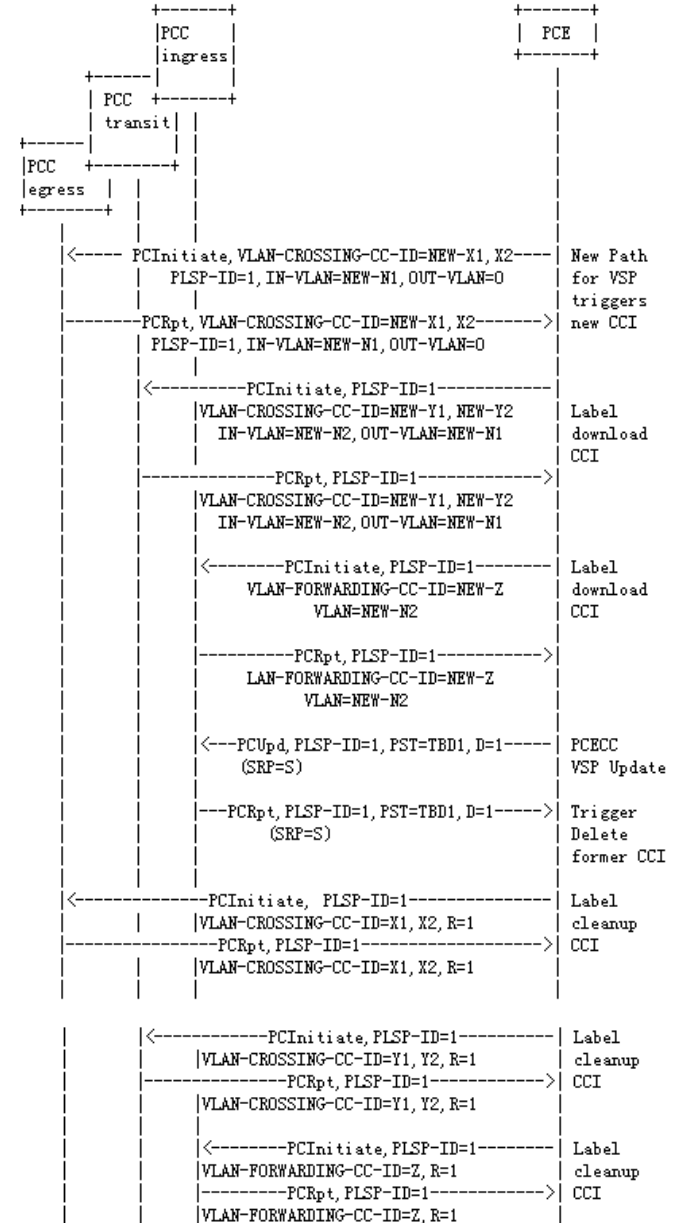 PCC
ingress
PCE
PCC
transit
PCC
egress
PCInitiate, VLAN-CROSSING-CC-ID=NEW-X1, X2 New Path
PLSP-ID=1, IN-VLAN=NEW-N1, OUT-VLAN=0 for VSP
triggers
PCRpt, VLAN-CROSSING-CC-ID=NEW-X1, X2 new CCI
PLSP-ID=1, IN-VLAN=NEW-N1, OUT-VLAN=0
PCInitiate, PLSP-ID=1
VLAN-CROSSING-CC-ID=NEW-Y1, NEW-Y2 Label
IN-VLAN=NEW-N2, OUT-VLAN=NEW-N1 download
CCI
PCRpt, PLSP-ID=1
VLAN-CROSSING-CC-ID=NEW-Y1, NEW-Y2
IN-VLAN=NEW-N2, OUT-VLAN=NEW-N1
PCInitiate, PLSP-ID=1 Label
VLAN-FORWARDING-CC-ID=NEW-Z download
VLAN=NEW-N2 CCI
PCRpt, PLSP-ID=1
LAN-FORWARDING-CC-ID=NEW-Z
VLAN=NEW-N2
PCUpd, PLSP-ID=1, PST=TBD1, D=1 PCECC
(SRP=S) VSP Update
PCRpt, PLSP-ID=1, PST=TBD1, D=1 Trigger
(SRP=S) Delete
former CCI
PCInitiate, PLSP-ID=1 Label
VLAN-CROSSING-CC-ID=X1, X2, R=1 cleanup
PCRpt, PLSP-ID=1 CCI
VLAN-CROSSING-CC-ID=X1, X2, R=1
PCInitiate, PLSP-ID=1 Label
VLAN-CROSSING-CC-ID=Y1, Y2, R=1 cleanup
PCRpt, PLSP-ID=1 CCI
VLAN-CROSSING-CC-ID=Y1, Y2, R=1
PCInitiate, PLSP-ID=1 Label
VLAN-FORWARDING-CC-ID=Z, R=1 cleanup
PCRpt, PLSP-ID=1 CCI
VLAN-FORWARDING-CC-ID=Z, R=1